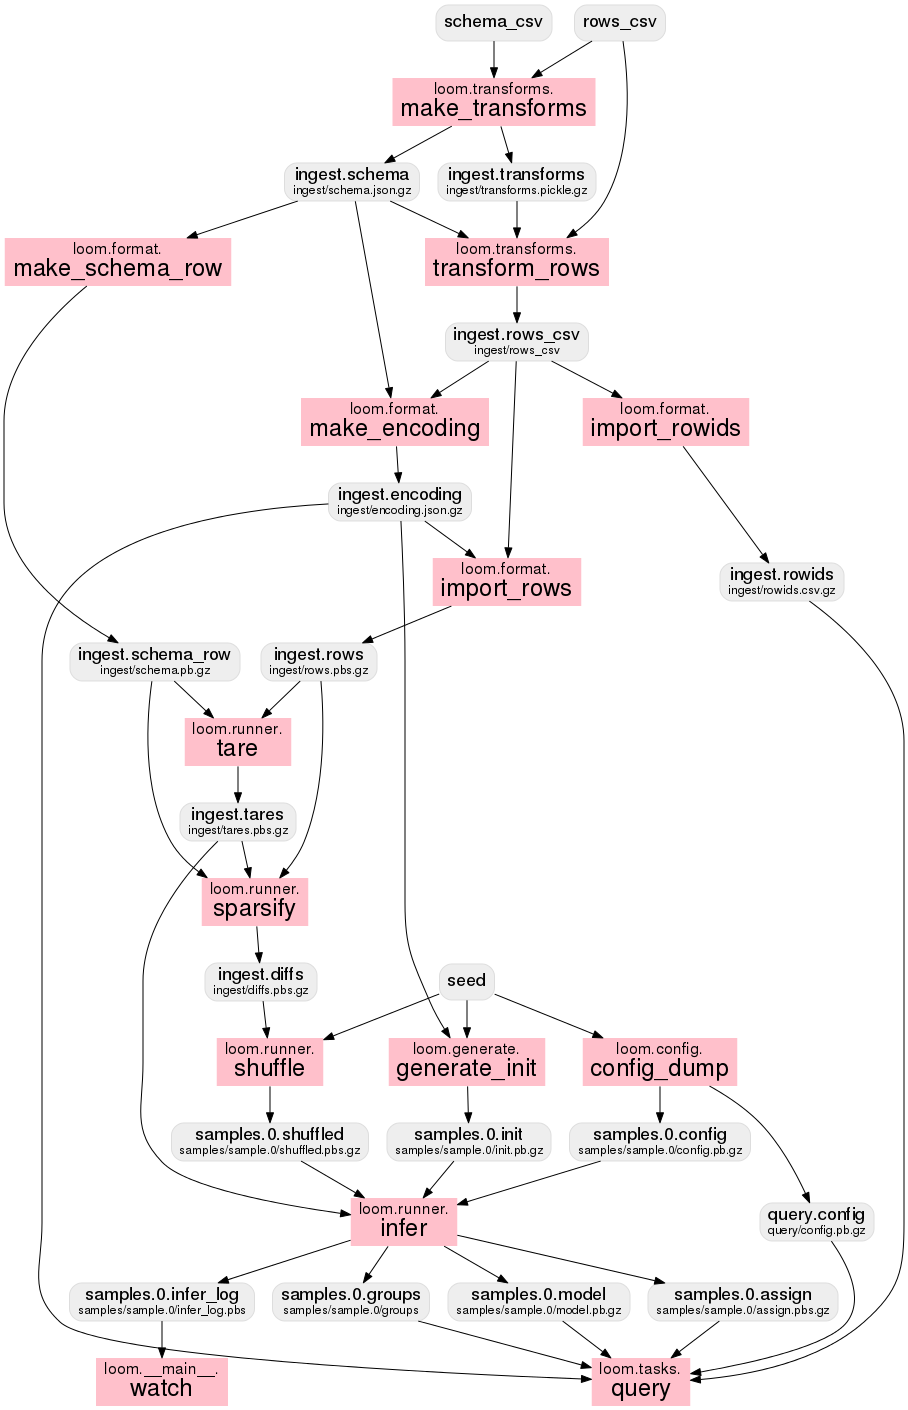 schema_csv
rows_csv
loom.transforms.
make_transforms
ingest.schema
ingest/schema.json.gz
ingest.transforms
ingest/transforms.pickle.gz
loom.format.
make_schema_row
loom.transforms.
transform_rows
ingest.rows_csv
ingest/rows_csv
loom.format.
make_encoding
loom.format.
import_rowids
ingest.encoding
ingest/encoding.json.gz
loom.format.
import_rows
ingest.rowids
ingest/rowids.csv.gz
ingest.schema_row
ingest/schema.pb.gz
ingest.rows
ingest/rows.pbs.gz
loom.runner.
tare
ingest.tares
ingest/tares.pbs.gz
loom.runner.
sparsify
ingest.diffs
ingest/diffs.pbs.gz
seed
loom.runner.
shuffle
loom.generate.
generate_init
loom.config.
config_dump
samples.0.shuffled
samples/sample.0/shuffled.pbs.gz
samples.0.init
samples/sample.0/init.pb.gz
samples.0.config
samples/sample.0/config.pb.gz
loom.runner.
infer
query.config
query/config.pb.gz
samples.0.infer_log
samples/sample.0/infer_log.pbs
samples.0.groups
samples/sample.0/groups
samples.0.model
samples/sample.0/model.pb.gz
samples.0.assign
samples/sample.0/assign.pbs.gz
loom.__main__.
watch
loom.tasks.
query